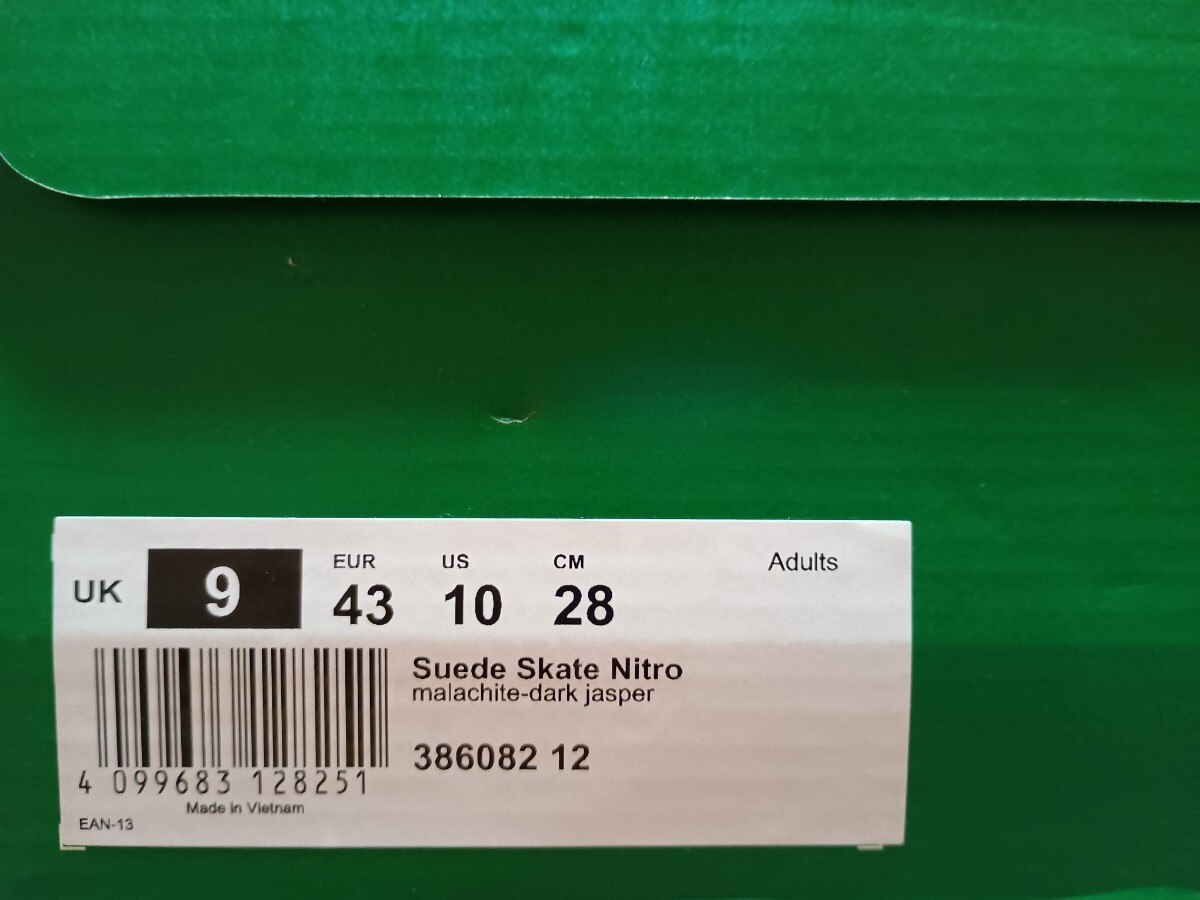 UK 9 EUR 43 US 10 CM 28 Adults
Suede Skate Nitro
malachite-dark jasper
386082 12
4 099683 128251
Made in Vietnam
EAN-13